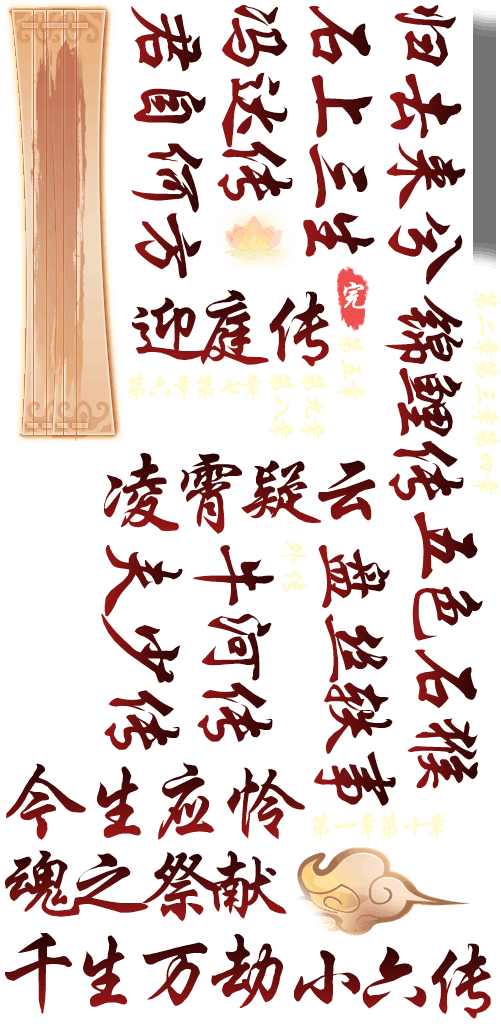 君自何方
冯达传
石上三生
归去来兮
完
迎庭传
第五章
第六章
第七章
第八章
第九章
第二章
第三章
第四章
锦鲤传
凌霄疑云
五色石猴
外传
夫少传
牛河传
盘丝轶事
今生应怜
第一章
第十章
魂之祭献
千生万劫
小六传